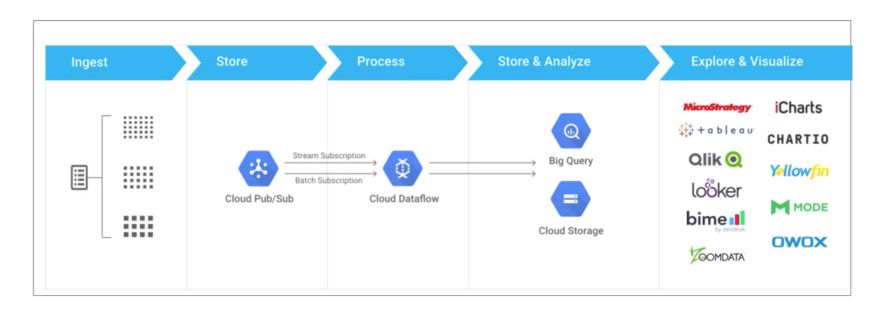 Ingest
Store
Process
Store & Analyze
Explore & Visualize
Stream Subscription
Batch Subscription
Cloud Pub/Sub
Cloud Dataflow
Big Query
Cloud Storage
MicroStrategy
iCharts
+ableau
CHARTIO
Qlik
Yellowfin
looker
MODE
bime
by zendesk
OWOX
ZOOMDATA